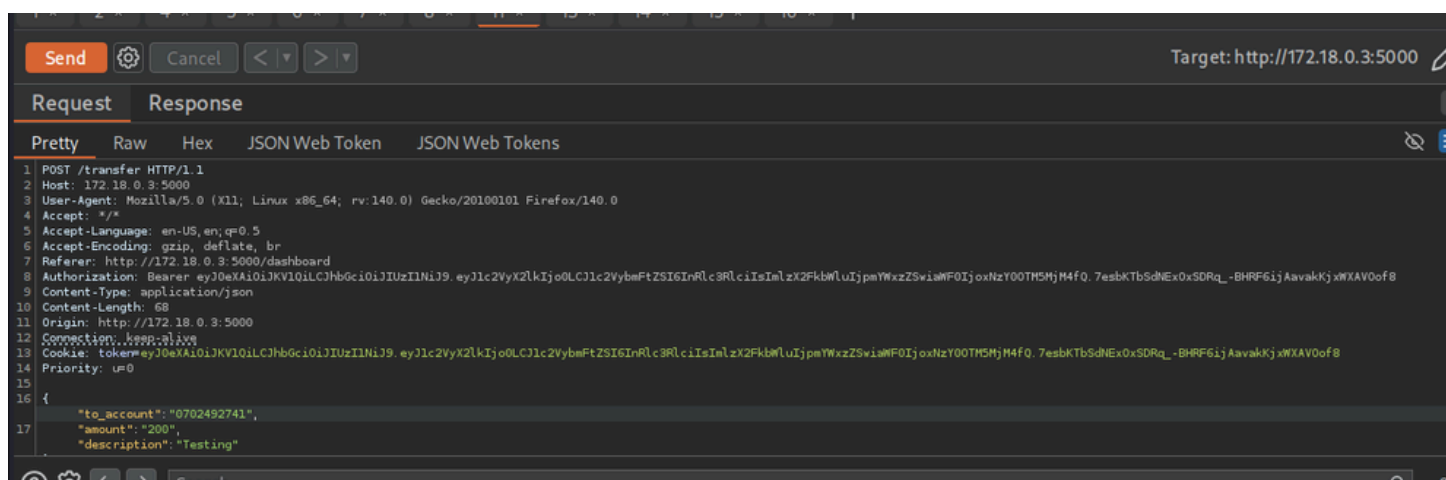 Send Cancel < > Target: http://172.18.0.3:5000
Request Response
Pretty Raw Hex JSON Web Token JSON Web Tokens
1 POST /transfer HTTP/1.1
2 Host: 172.18.0.3:5000
3 User-Agent: Mozilla/5.0 (X11; Linux x86_64; rv:140.0) Gecko/20100101 Firefox/140.0
4 Accept: */*
5 Accept-Language: en-US,en;q=0.5
6 Accept-Encoding: gzip, deflate, br
7 Referer: http://172.18.0.3:5000/dashboard
8 Authorization: Bearer eyJ0eXAiOiJKV1QiLCJhbGciOiJIUzI1NiJ9.eyJ1c2VyX2lkIjo0LCJ1c2VybmFtZSI6InRlc3RlciIsImlzX2FkbWluIjpmYWxzZSwiaWF0IjoxNzY0OTM5MjM4fQ.7esbKTbSdNExOxSDRq_-BHRF6ijAavakKjxWXAVOof8
9 Content-Type: application/json
10 Content-Length: 68
11 Origin: http://172.18.0.3:5000
12 Connection: keep-alive
13 Cookie: token=eyJ0eXAiOiJKV1QiLCJhbGciOiJIUzI1NiJ9.eyJ1c2VyX2lkIjo0LCJ1c2VybmFtZSI6InRlc3RlciIsImlzX2FkbWluIjpmYWxzZSwiaWF0IjoxNzY0OTM5MjM4fQ.7esbKTbSdNExOxSDRq_-BHRF6ijAavakKjxWXAVOof8
14 Priority: u=0
15
16 {
"to_account":"0702492741",
17 "amount":"200",
"description":"Testing"